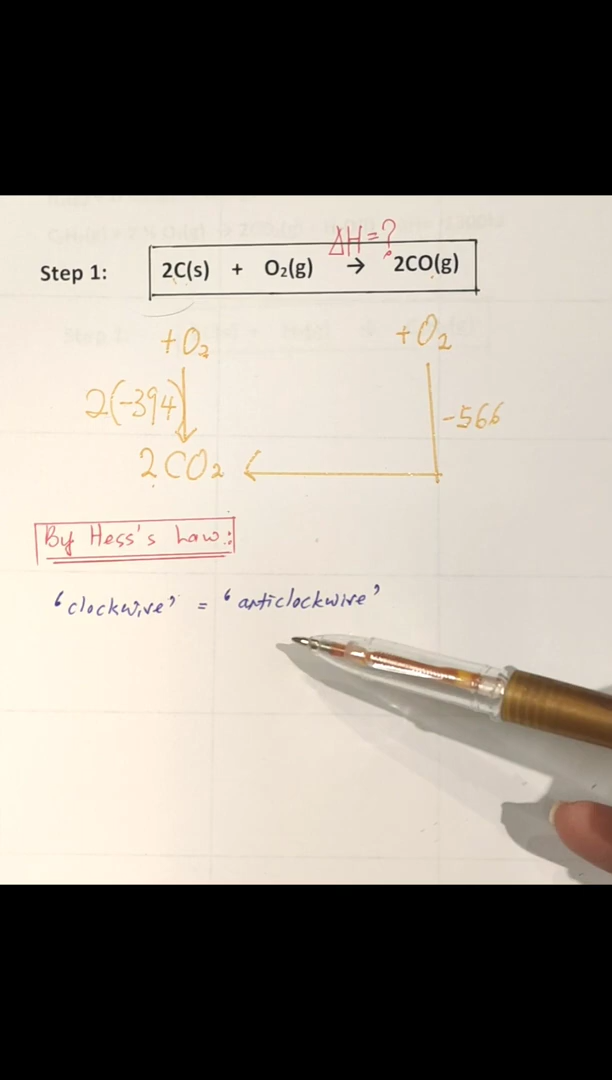 ΔH=?
Step 1: 2C(s) + O₂(g) → 2CO(g)
+O₂ +O₂
2(-394) -566
2CO₂
By Hess's Law:
'clockwise' = 'anticlockwise'